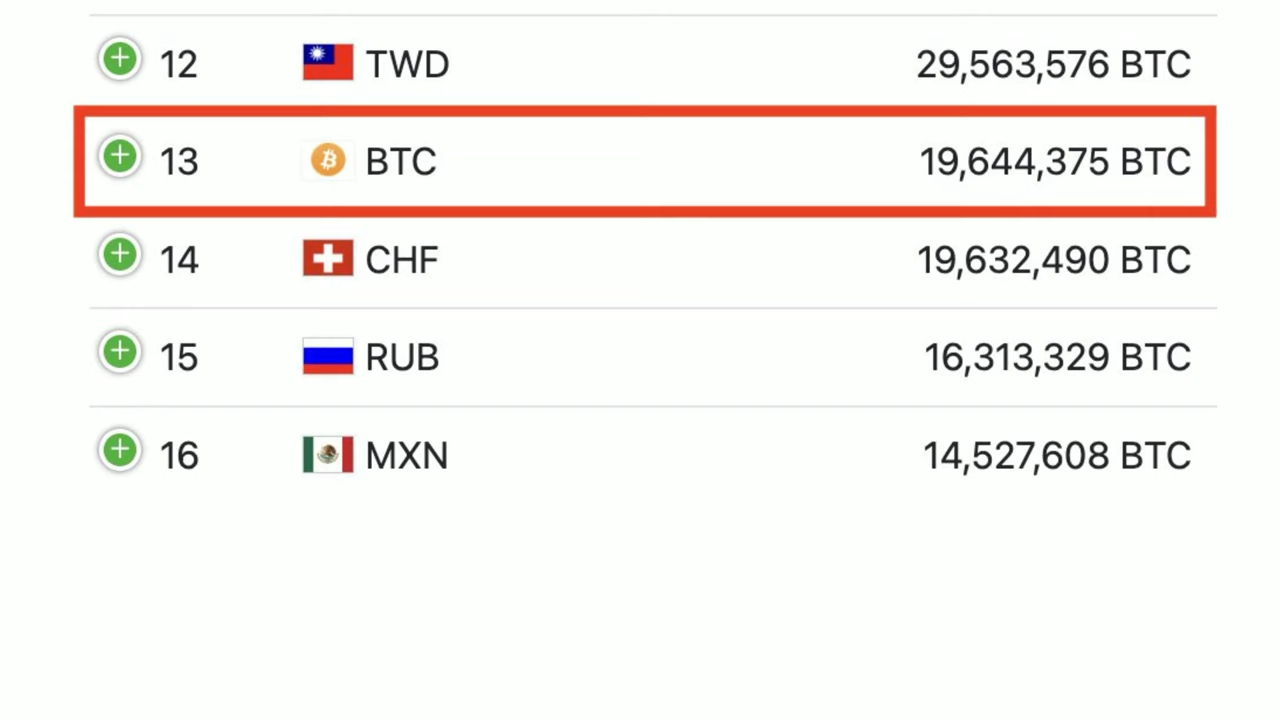 12 TWD 29,563,576 BTC
13 BTC 19,644,375 BTC
14 CHF 19,632,490 BTC
15 RUB 16,313,329 BTC
16 MXN 14,527,608 BTC